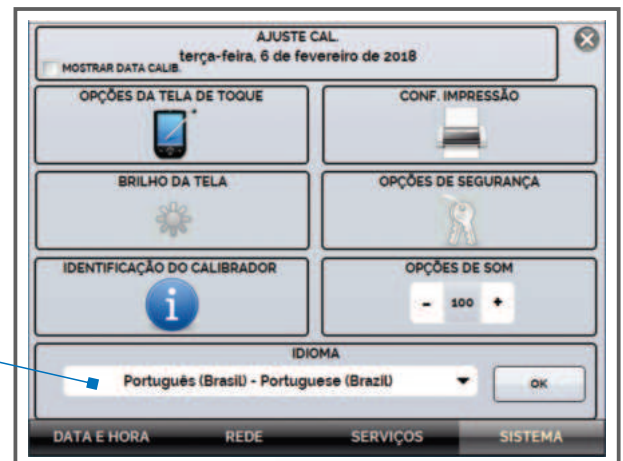 AJUSTE CAL.
terça-feira, 6 de fevereiro de 2018
MOSTRAR DATA CALIB.
OPÇÕES DA TELA DE TOQUE
CONF. IMPRESSÃO
BRILHO DA TELA
OPÇÕES DE SEGURANÇA
IDENTIFICAÇÃO DO CALIBRADOR
OPÇÕES DE SOM
i
- 100 +
IDIOMA
Português (Brasil) - Portuguese (Brazil)
OK
DATA E HORA REDE SERVIÇOS SISTEMA